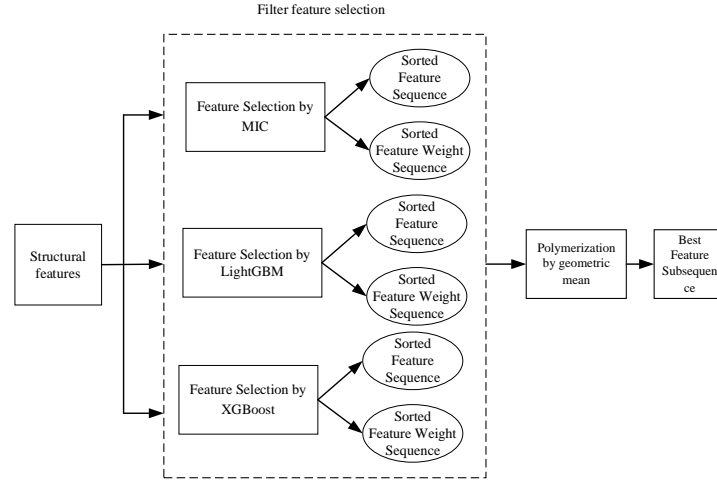 Filter feature selection
Structural
features
Feature Selection by
MIC
Sorted
Feature
Sequence
Sorted
Feature Weight
Sequence
Feature Selection by
LightGBM
Sorted
Feature
Sequence
Sorted
Feature Weight
Sequence
Feature Selection by
XGBoost
Sorted
Feature
Sequence
Sorted
Feature Weight
Sequence
Polymerization
by geometric
mean
Best
Feature
Subsequen
ce